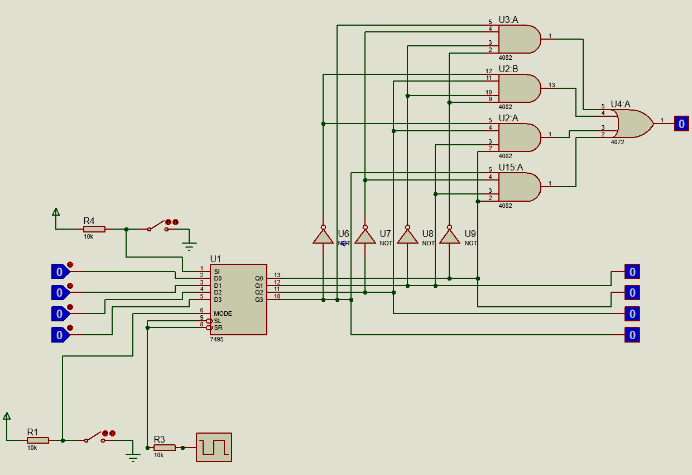 U3:A
5
4
3
2
1
4082
U2:B
12
11
10
9
13
4082
U2:A
5
4
3
2
1
4082
U15:A
5
4
3
2
1
4082
U4:A
5
4
3
2
1
4072
0
R4
10k
U6
NOT
U7
NOT
U8
NOT
U9
NOT
U1
1 SI
2 D0
3 D1
4 D2
5 D3
6 MODE
9 SL
8 SR
Q0 13
Q1 12
Q2 11
Q3 10
7495
0
0
0
0
0
0
0
0
R1
10k
R3
10k